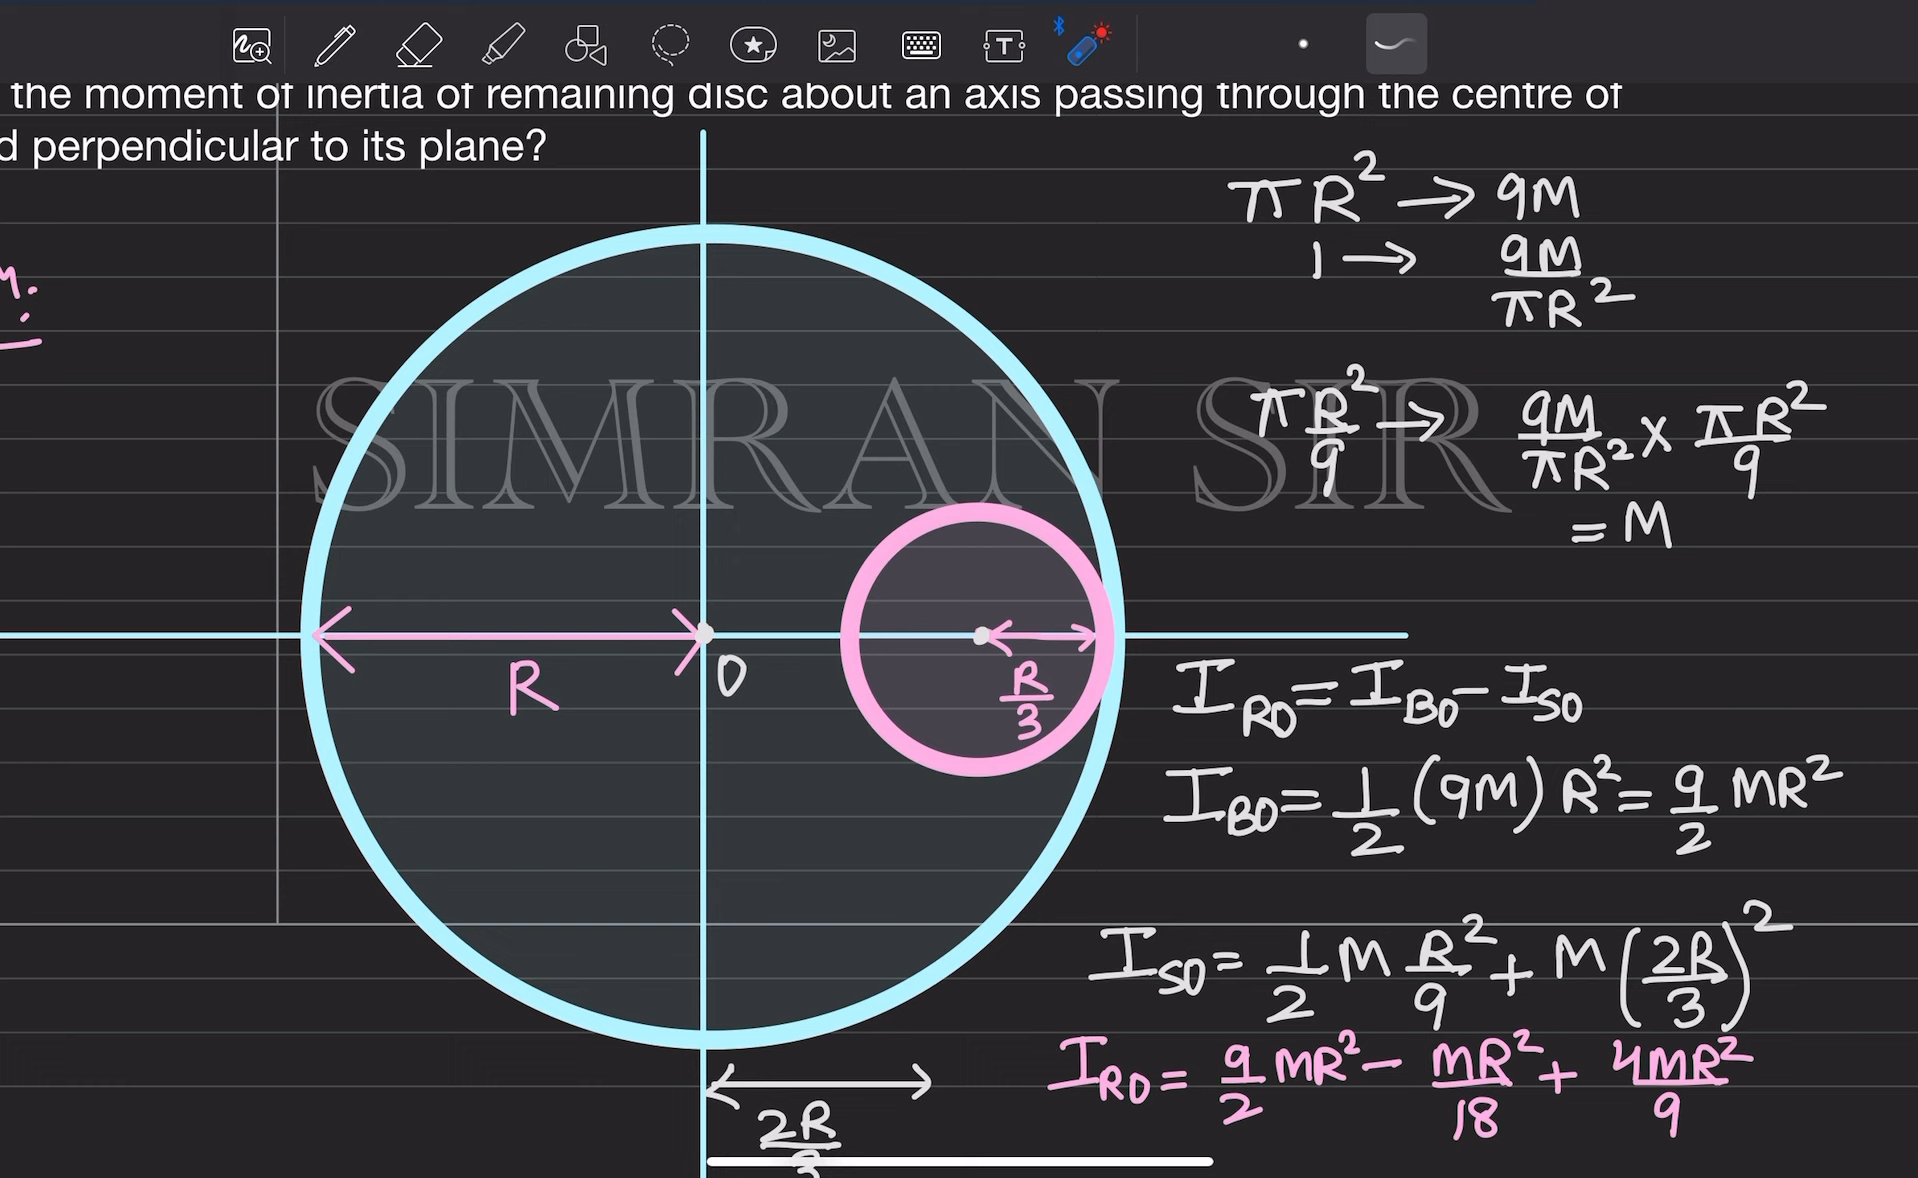 the moment of inertia of remaining disc about an axis passing through the centre of
d perpendicular to its plane?
πR² → 9M
1 → 9M/πR²
M.
SIMRAN SIR
πR²/9 → 9M/πR² × πR²/9
= M
R
O
R/3
I_RO = I_BO - I_SO
I_BO = 1/2 (9M) R² = 9/2 MR²
I_SO = 1/2 M R²/9 + M (2R/3)²
I_RO = 9/2 MR² - MR²/18 + 4MR²/9
2R/3